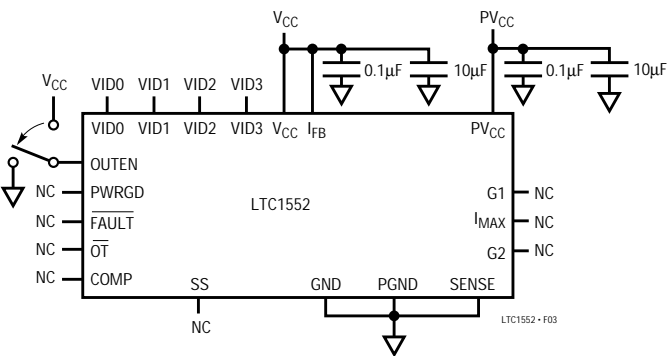 VCC
PVCC
0.1µF
10µF
0.1µF
10µF
VCC
VID0 VID1 VID2 VID3
VID0 VID1 VID2 VID3 VCC IFB PVCC
OUTEN
NC PWRGD
LTC1552
G1 NC
NC FAULT
IMAX NC
NC OT
G2 NC
NC COMP
SS GND PGND SENSE
NC
LTC1552 • F03